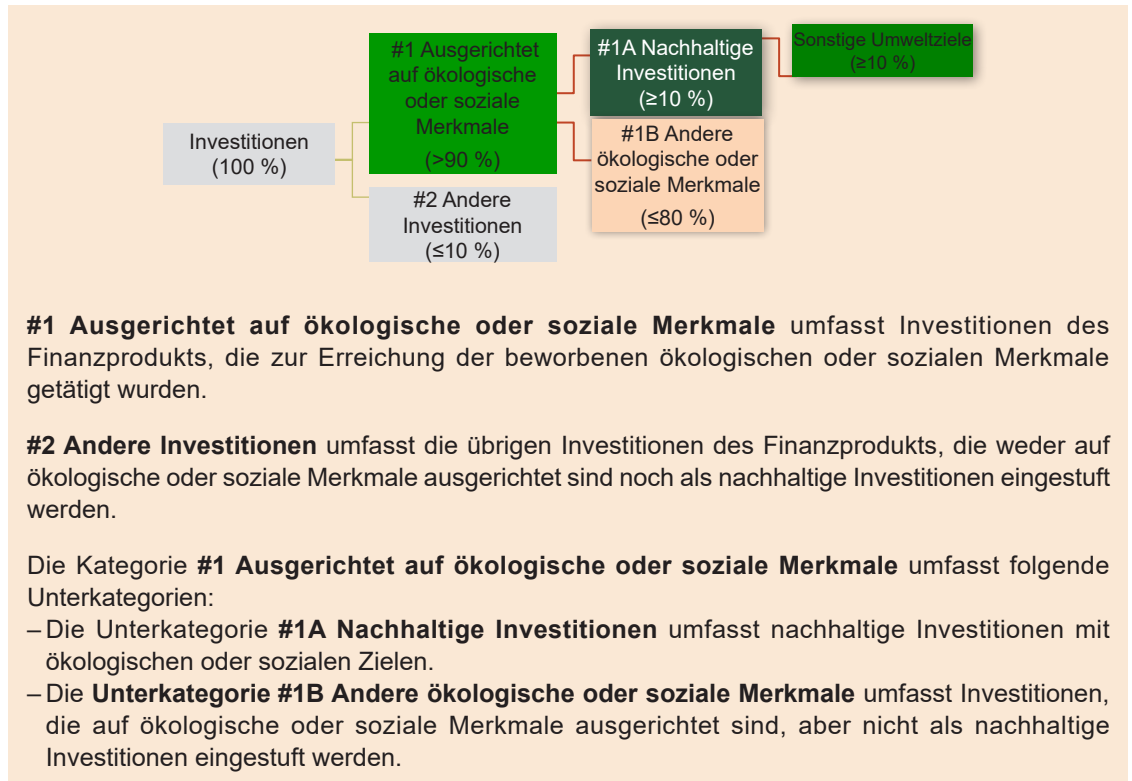 Investitionen
(100 %)
#1 Ausgerichtet
auf ökologische
oder soziale
Merkmale
(>90 %)
#2 Andere
Investitionen
(≤10 %)
#1A Nachhaltige
Investitionen
(≥10 %)
#1B Andere
ökologische oder
soziale Merkmale
(≤80 %)
Sonstige Umweltziele
(≥10 %)
#1 Ausgerichtet auf ökologische oder soziale Merkmale umfasst Investitionen des
Finanzprodukts, die zur Erreichung der beworbenen ökologischen oder sozialen Merkmale
getätigt wurden.
#2 Andere Investitionen umfasst die übrigen Investitionen des Finanzprodukts, die weder auf
ökologische oder soziale Merkmale ausgerichtet sind noch als nachhaltige Investitionen eingestuft
werden.
Die Kategorie #1 Ausgerichtet auf ökologische oder soziale Merkmale umfasst folgende
Unterkategorien:
– Die Unterkategorie #1A Nachhaltige Investitionen umfasst nachhaltige Investitionen mit
ökologischen oder sozialen Zielen.
– Die Unterkategorie #1B Andere ökologische oder soziale Merkmale umfasst Investitionen,
die auf ökologische oder soziale Merkmale ausgerichtet sind, aber nicht als nachhaltige
Investitionen eingestuft werden.